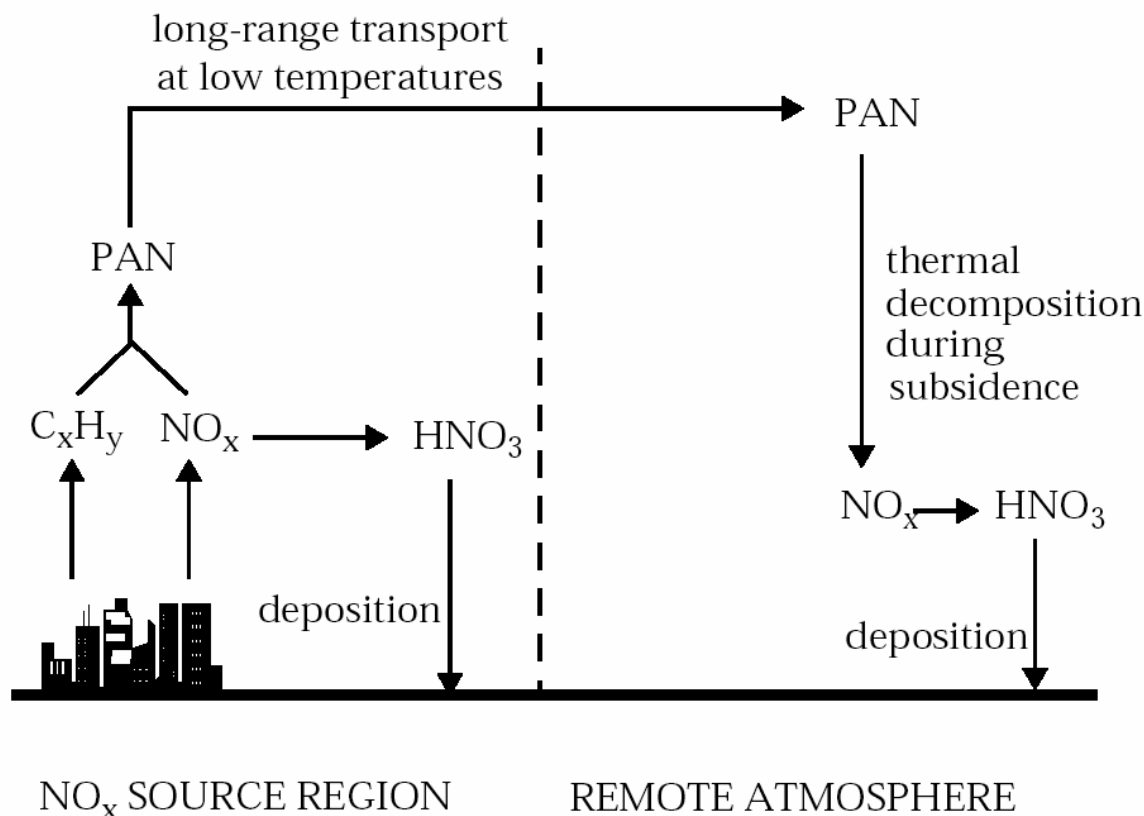 long-range transport
at low temperatures
PAN
PAN
thermal
decomposition
during
subsidence
CxHy
NOx
HNO3
NOx
HNO3
deposition
deposition
NOx SOURCE REGION
REMOTE ATMOSPHERE